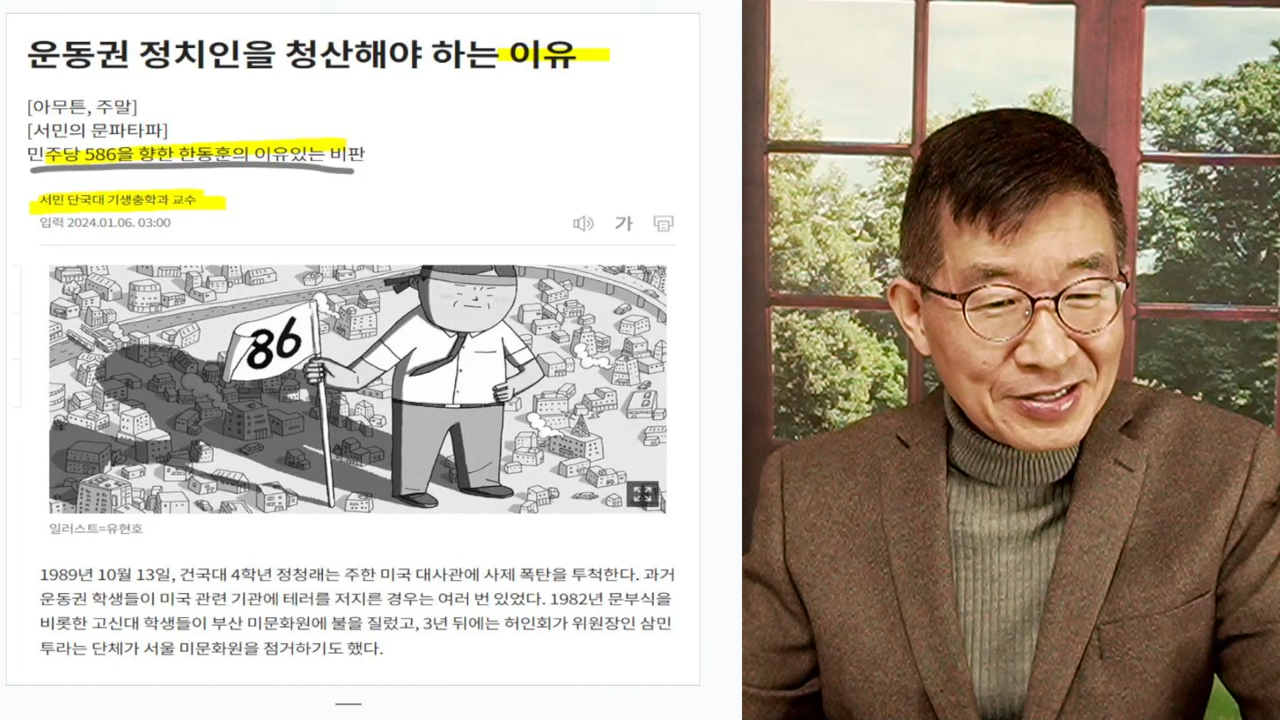 운동권 정치인을 청산해야 하는 이유
[아무튼, 주말]
[서민의 문파타파]
민주당 586을 향한 한동훈의 이유있는 비판
서민 단국대 기생충학과 교수
입력 2024.01.06. 03:00
가
86
일러스트=유현호
1989년 10월 13일, 건국대 4학년 정청래는 주한 미국 대사관에 사제 폭탄을 투척한다. 과거
운동권 학생들이 미국 관련 기관에 테러를 저지른 경우는 여러 번 있었다. 1982년 문부식을
비롯한 고신대 학생들이 부산 미문화원에 불을 질렀고, 3년 뒤에는 허인회가 위원장인 삼민
투라는 단체가 서울 미문화원을 점거하기도 했다.